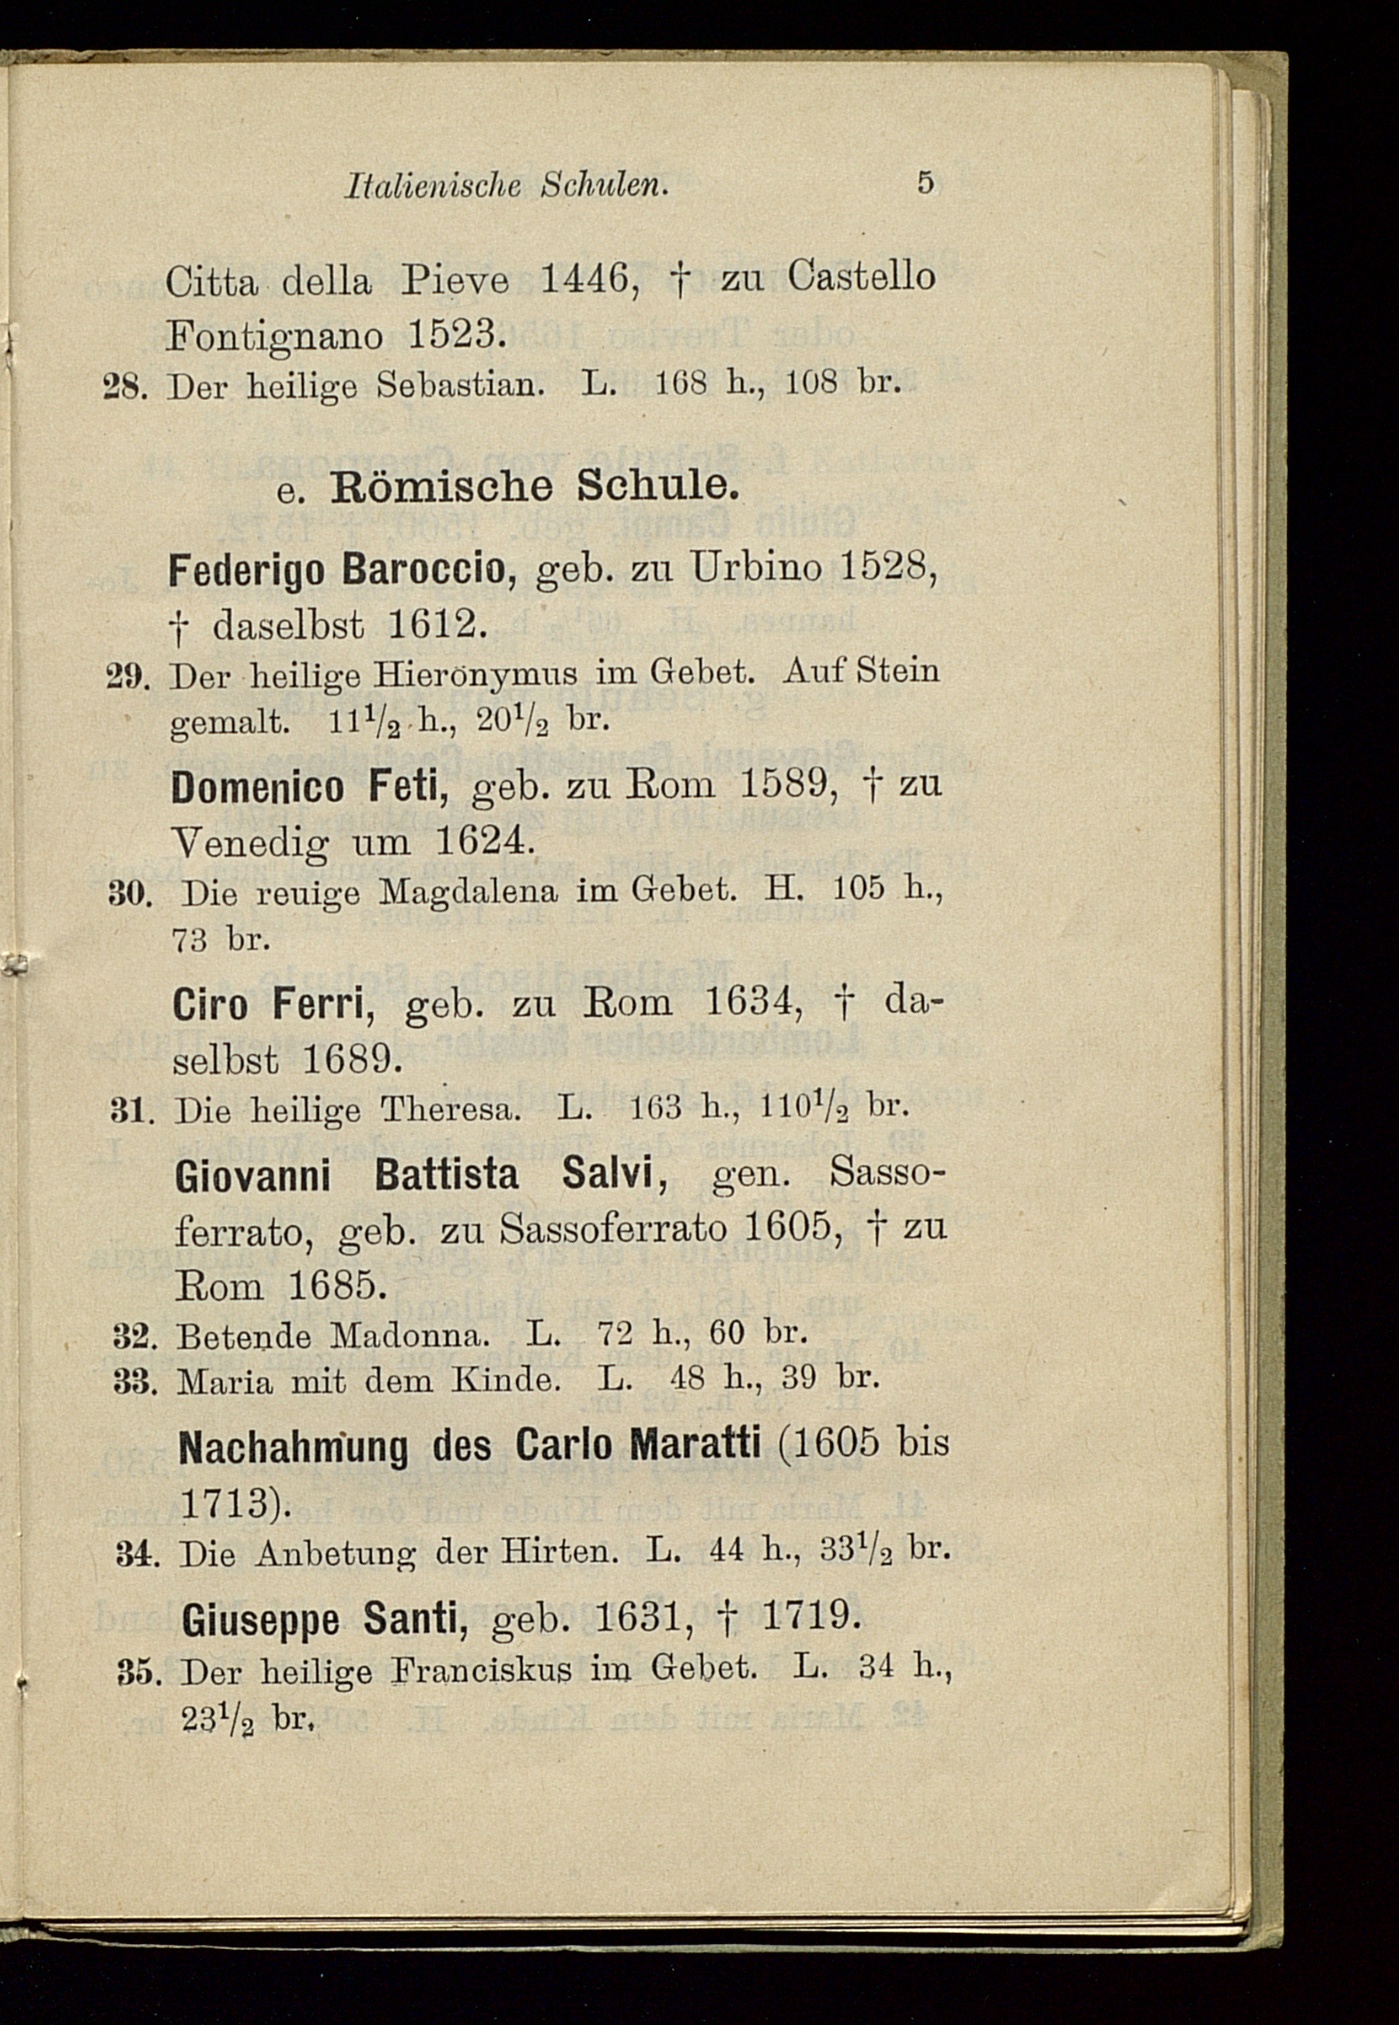 Italienische Schulen. 5
Citta della Pieve 1446, † zu Castello
Fontignano 1523.
28. Der heilige Sebastian. L. 168 h., 108 br.
e. Römische Schule.
Federigo Baroccio, geb. zu Urbino 1528,
† daselbst 1612.
29. Der heilige Hieronymus im Gebet. Auf Stein
gemalt. 11½ h., 20½ br.
Domenico Feti, geb. zu Rom 1589, † zu
Venedig um 1624.
30. Die reuige Magdalena im Gebet. H. 105 h.,
73 br.
Ciro Ferri, geb. zu Rom 1634, † da-
selbst 1689.
31. Die heilige Theresa. L. 163 h., 110½ br.
Giovanni Battista Salvi, gen. Sasso-
ferrato, geb. zu Sassoferrato 1605, † zu
Rom 1685.
32. Betende Madonna. L. 72 h., 60 br.
33. Maria mit dem Kinde. L. 48 h., 39 br.
Nachahmung des Carlo Maratti (1605 bis
1713).
34. Die Anbetung der Hirten. L. 44 h., 33½ br.
Giuseppe Santi, geb. 1631, † 1719.
35. Der heilige Franciskus im Gebet. L. 34 h.,
23½ br.